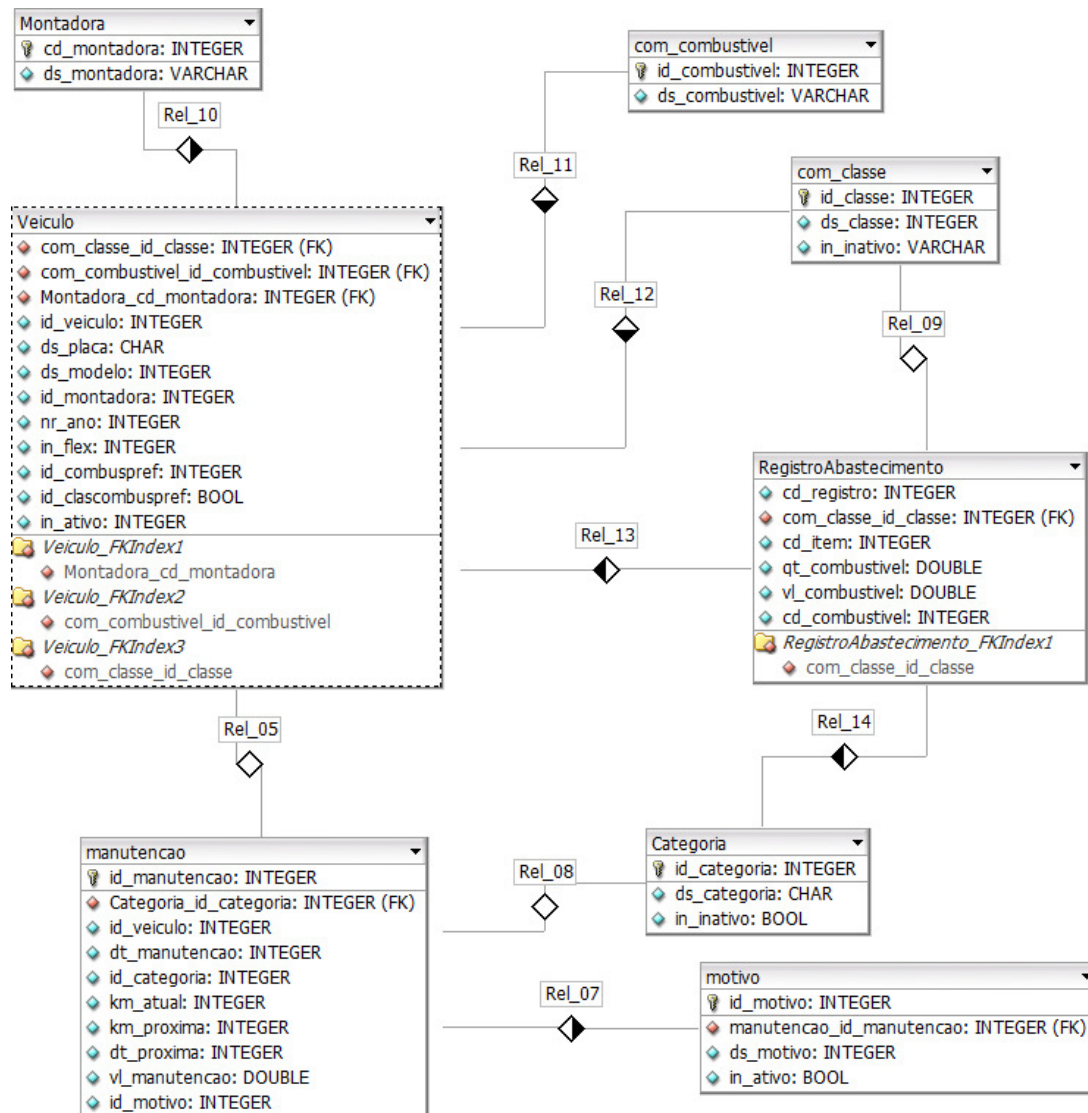 Montadora
cd_montadora: INTEGER
ds_montadora: VARCHAR
Rel_10
com_combustivel
id_combustivel: INTEGER
ds_combustivel: VARCHAR
Rel_11
com_classe
id_classe: INTEGER
ds_classe: INTEGER
in_inativo: VARCHAR
Rel_12
Rel_09
Veiculo
com_classe_id_classe: INTEGER (FK)
com_combustivel_id_combustivel: INTEGER (FK)
Montadora_cd_montadora: INTEGER (FK)
id_veiculo: INTEGER
ds_placa: CHAR
ds_modelo: INTEGER
id_montadora: INTEGER
nr_ano: INTEGER
in_flex: INTEGER
id_combuspref: INTEGER
id_clascombuspref: BOOL
in_ativo: INTEGER
Veiculo_FKIndex1
Montadora_cd_montadora
Veiculo_FKIndex2
com_combustivel_id_combustivel
Veiculo_FKIndex3
com_classe_id_classe
Rel_13
RegistroAbastecimento
cd_registro: INTEGER
com_classe_id_classe: INTEGER (FK)
cd_item: INTEGER
qt_combustivel: DOUBLE
vl_combustivel: DOUBLE
cd_combustivel: INTEGER
RegistroAbastecimento_FKIndex1
com_classe_id_classe
Rel_05
Rel_14
manutencao
id_manutencao: INTEGER
Categoria_id_categoria: INTEGER (FK)
id_veiculo: INTEGER
dt_manutencao: INTEGER
id_categoria: INTEGER
km_atual: INTEGER
km_proxima: INTEGER
dt_proxima: INTEGER
vl_manutencao: DOUBLE
id_motivo: INTEGER
Rel_08
Categoria
id_categoria: INTEGER
ds_categoria: CHAR
in_inativo: BOOL
Rel_07
motivo
id_motivo: INTEGER
manutencao_id_manutencao: INTEGER (FK)
ds_motivo: INTEGER
in_ativo: BOOL